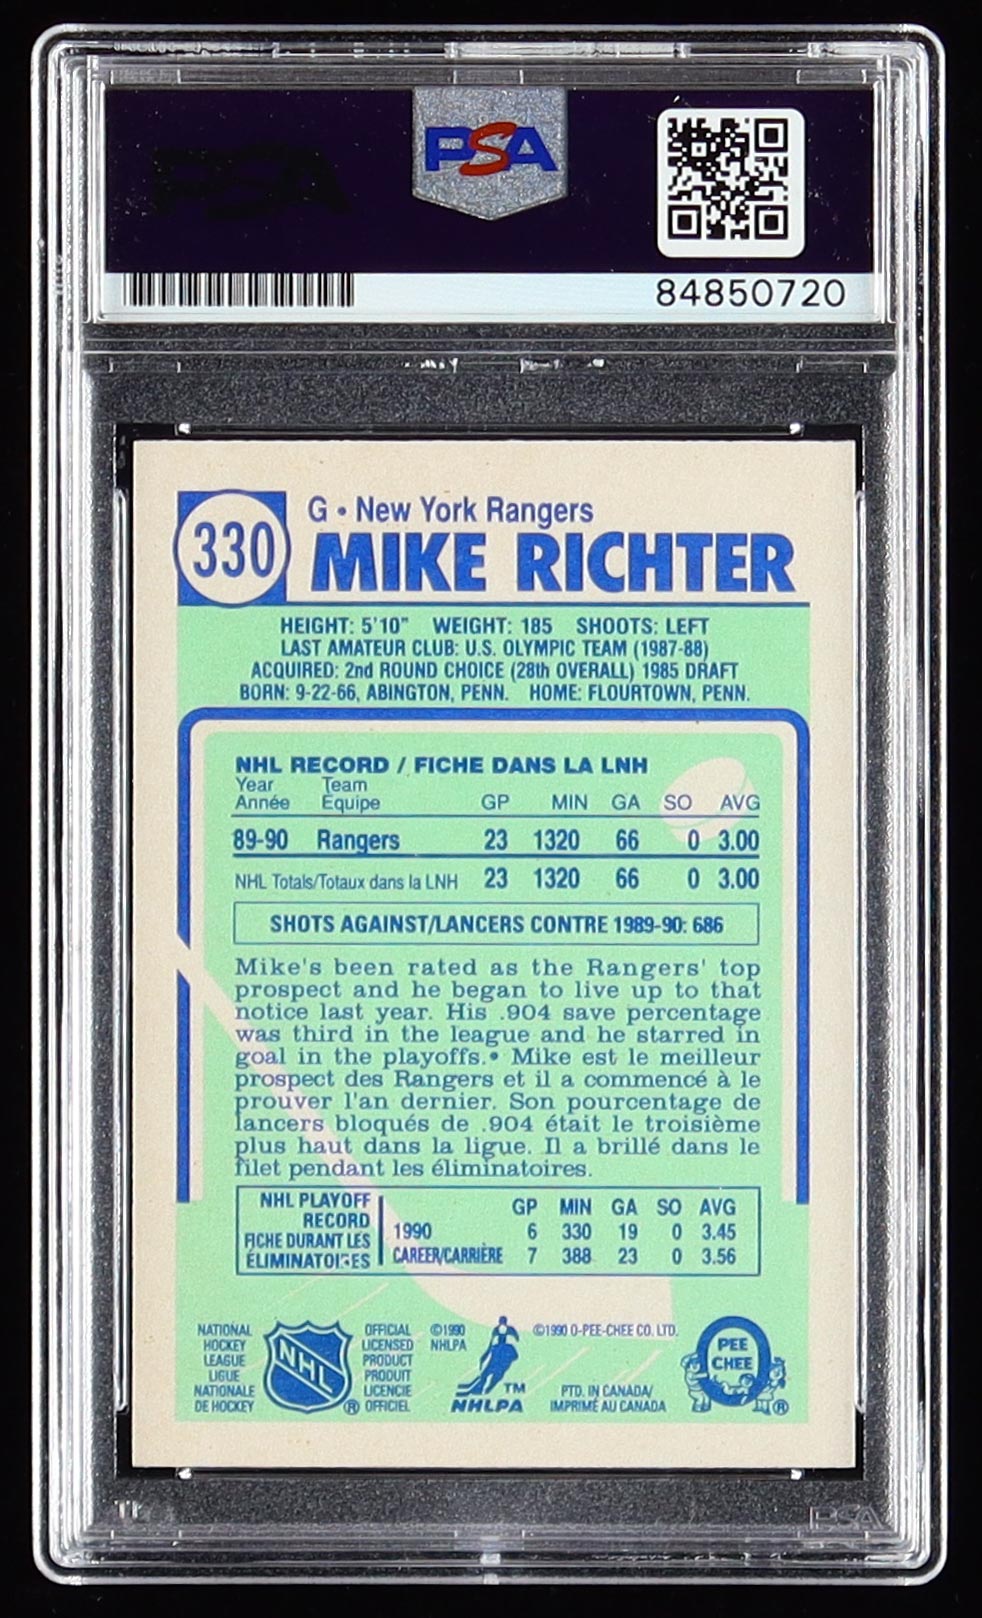 PSA
84850720
330
G • New York Rangers
MIKE RICHTER
HEIGHT: 5'10" WEIGHT: 185 SHOOTS: LEFT
LAST AMATEUR CLUB: U.S. OLYMPIC TEAM (1987-88)
ACQUIRED: 2nd ROUND CHOICE (28th OVERALL) 1985 DRAFT
BORN: 9-22-66, ABINGTON, PENN. HOME: FLOURTOWN, PENN.
NHL RECORD / FICHE DANS LA LNH
Year Team
Année Équipe GP MIN GA SO AVG
89-90 Rangers 23 1320 66 0 3.00
NHL Totals/Totaux dans la LNH 23 1320 66 0 3.00
SHOTS AGAINST/LANCERS CONTRE 1989-90: 686
Mike's been rated as the Rangers' top
prospect and he began to live up to that
notice last year. His .904 save percentage
was third in the league and he starred in
goal in the playoffs.• Mike est le meilleur
prospect des Rangers et il a commencé à le
prouver l'an dernier. Son pourcentage de
lancers bloqués de .904 était le troisième
plus haut dans la ligue. Il a brillé dans le
filet pendant les éliminatoires.
NHL PLAYOFF
RECORD
FICHE DURANT LES
ÉLIMINATOIRES
GP MIN GA SO AVG
1990 6 330 19 0 3.45
CAREER/CARRIÈRE 7 388 23 0 3.56
NATIONAL
HOCKEY
LEAGUE
LIGUE
NATIONALE
DE HOCKEY
NHL
®
OFFICIAL
LICENSED
PRODUCT
PRODUIT
LICENCIE
OFFICIEL
©1990
NHLPA
TM
NHLPA
©1990 O-PEE-CHEE CO. LTD.
PTD. IN CANADA/
IMPRIMÉ AU CANADA
PEE
CHEE
®
PSA